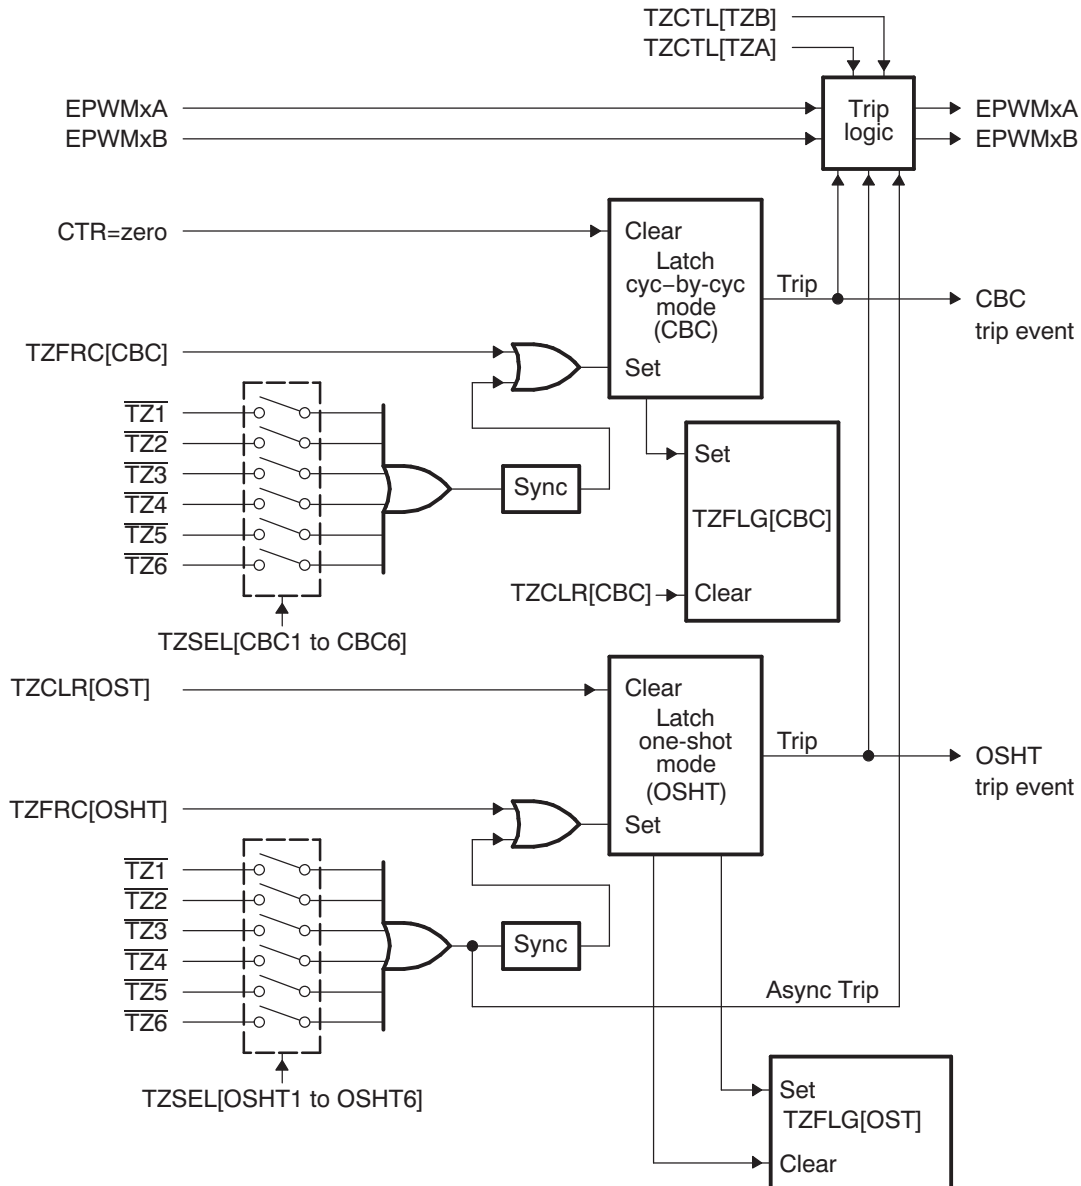 TZCTL[TZB]
TZCTL[TZA]
EPWMxA
EPWMxB
Trip
logic
EPWMxA
EPWMxB
CTR=zero
Clear
Latch
cyc−by-cyc
mode
(CBC)
Set
Trip
CBC
trip event
TZFRC[CBC]
TZ1
TZ2
TZ3
TZ4
TZ5
TZ6
Sync
Set
TZFLG[CBC]
Clear
TZCLR[CBC]
TZSEL[CBC1 to CBC6]
TZCLR[OST]
Clear
Latch
one-shot
mode
(OSHT)
Set
Trip
OSHT
trip event
TZFRC[OSHT]
TZ1
TZ2
TZ3
TZ4
TZ5
TZ6
Sync
Async Trip
TZSEL[OSHT1 to OSHT6]
Set
TZFLG[OST]
Clear